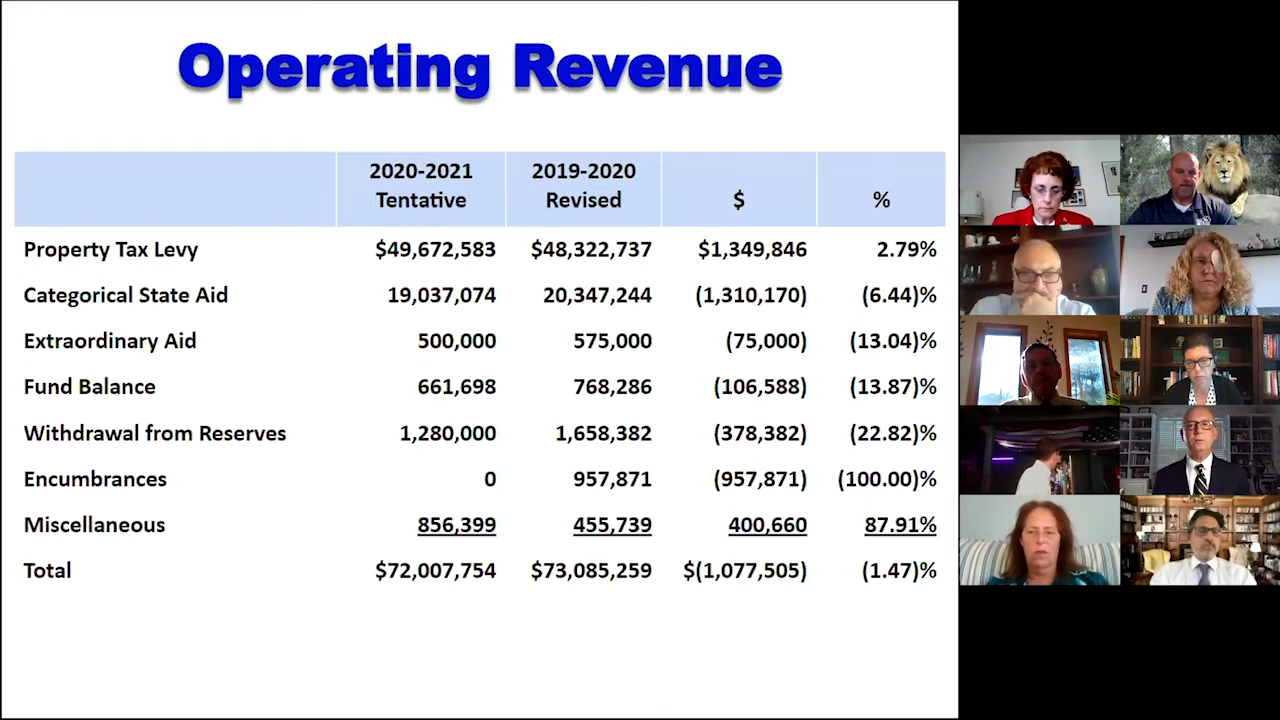 Operating Revenue
2020-2021 Tentative 2019-2020 Revised $ %
Property Tax Levy $49,672,583 $48,322,737 $1,349,846 2.79%
Categorical State Aid 19,037,074 20,347,244 (1,310,170) (6.44)%
Extraordinary Aid 500,000 575,000 (75,000) (13.04)%
Fund Balance 661,698 768,286 (106,588) (13.87)%
Withdrawal from Reserves 1,280,000 1,658,382 (378,382) (22.82)%
Encumbrances 0 957,871 (957,871) (100.00)%
Miscellaneous 856,399 455,739 400,660 87.91%
Total $72,007,754 $73,085,259 $(1,077,505) (1.47)%